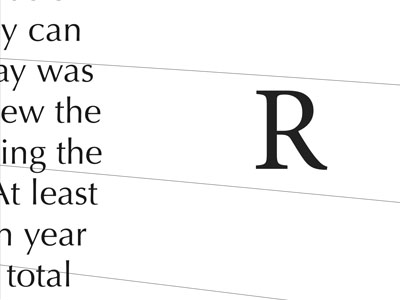 y can
ay was
ew the
ing the
At least
n year
total
R